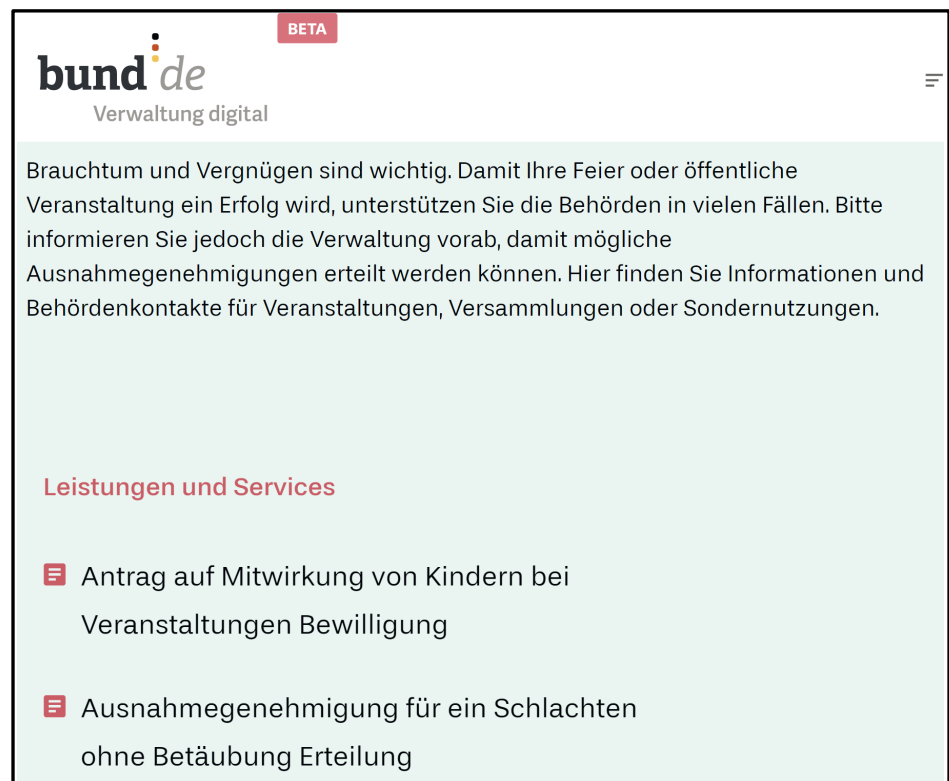 BETA
bund de
Verwaltung digital
Brauchtum und Vergnügen sind wichtig. Damit Ihre Feier oder öffentliche
Veranstaltung ein Erfolg wird, unterstützen Sie die Behörden in vielen Fällen. Bitte
informieren Sie jedoch die Verwaltung vorab, damit mögliche
Ausnahmegenehmigungen erteilt werden können. Hier finden Sie Informationen und
Behördenkontakte für Veranstaltungen, Versammlungen oder Sondernutzungen.
Leistungen und Services
Antrag auf Mitwirkung von Kindern bei
Veranstaltungen Bewilligung
Ausnahmegenehmigung für ein Schlachten
ohne Betäubung Erteilung